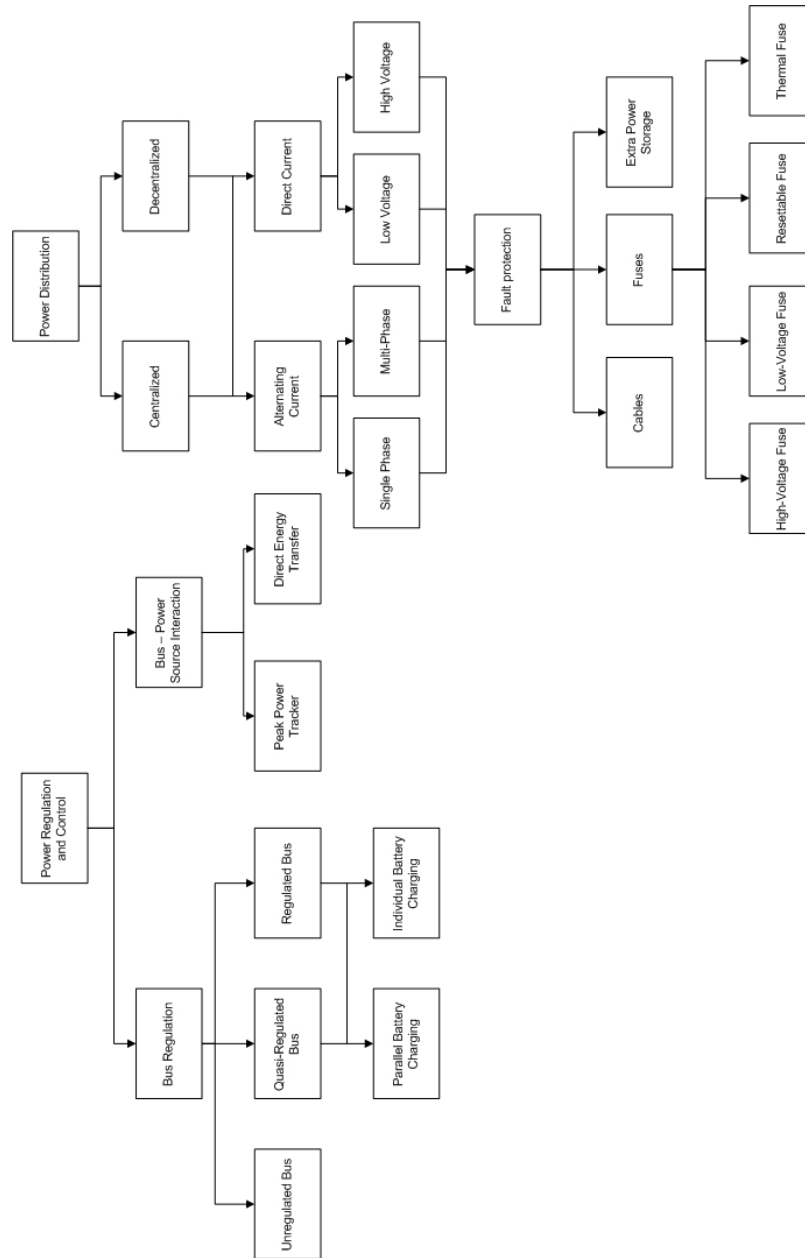 Power Regulation
and Control
Bus Regulation
Bus – Power
Source Interaction
Unregulated Bus
Quasi-Regulated
Bus
Regulated Bus
Peak Power
Tracker
Direct Energy
Transfer
Parallel Battery
Charging
Individual Battery
Charging
Power Distribution
Centralized
Decentralized
Alternating
Current
Direct Current
Single Phase
Multi-Phase
Low Voltage
High Voltage
Fault protection
Cables
Fuses
Extra Power
Storage
High-Voltage Fuse
Low-Voltage Fuse
Resettable Fuse
Thermal Fuse